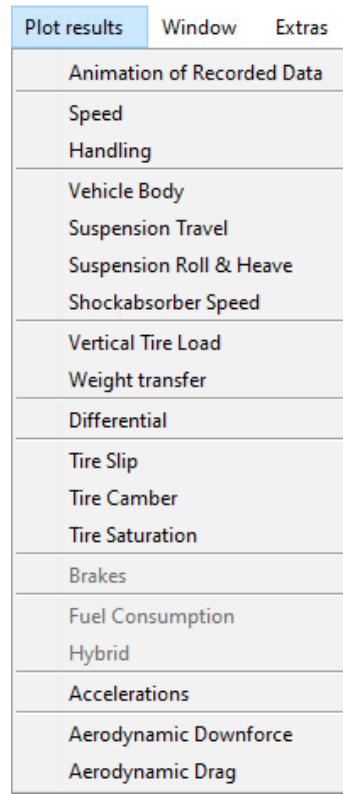 Plot results Window Extras
Animation of Recorded Data
Speed
Handling
Vehicle Body
Suspension Travel
Suspension Roll & Heave
Shockabsorber Speed
Vertical Tire Load
Weight transfer
Differential
Tire Slip
Tire Camber
Tire Saturation
Brakes
Fuel Consumption
Hybrid
Accelerations
Aerodynamic Downforce
Aerodynamic Drag